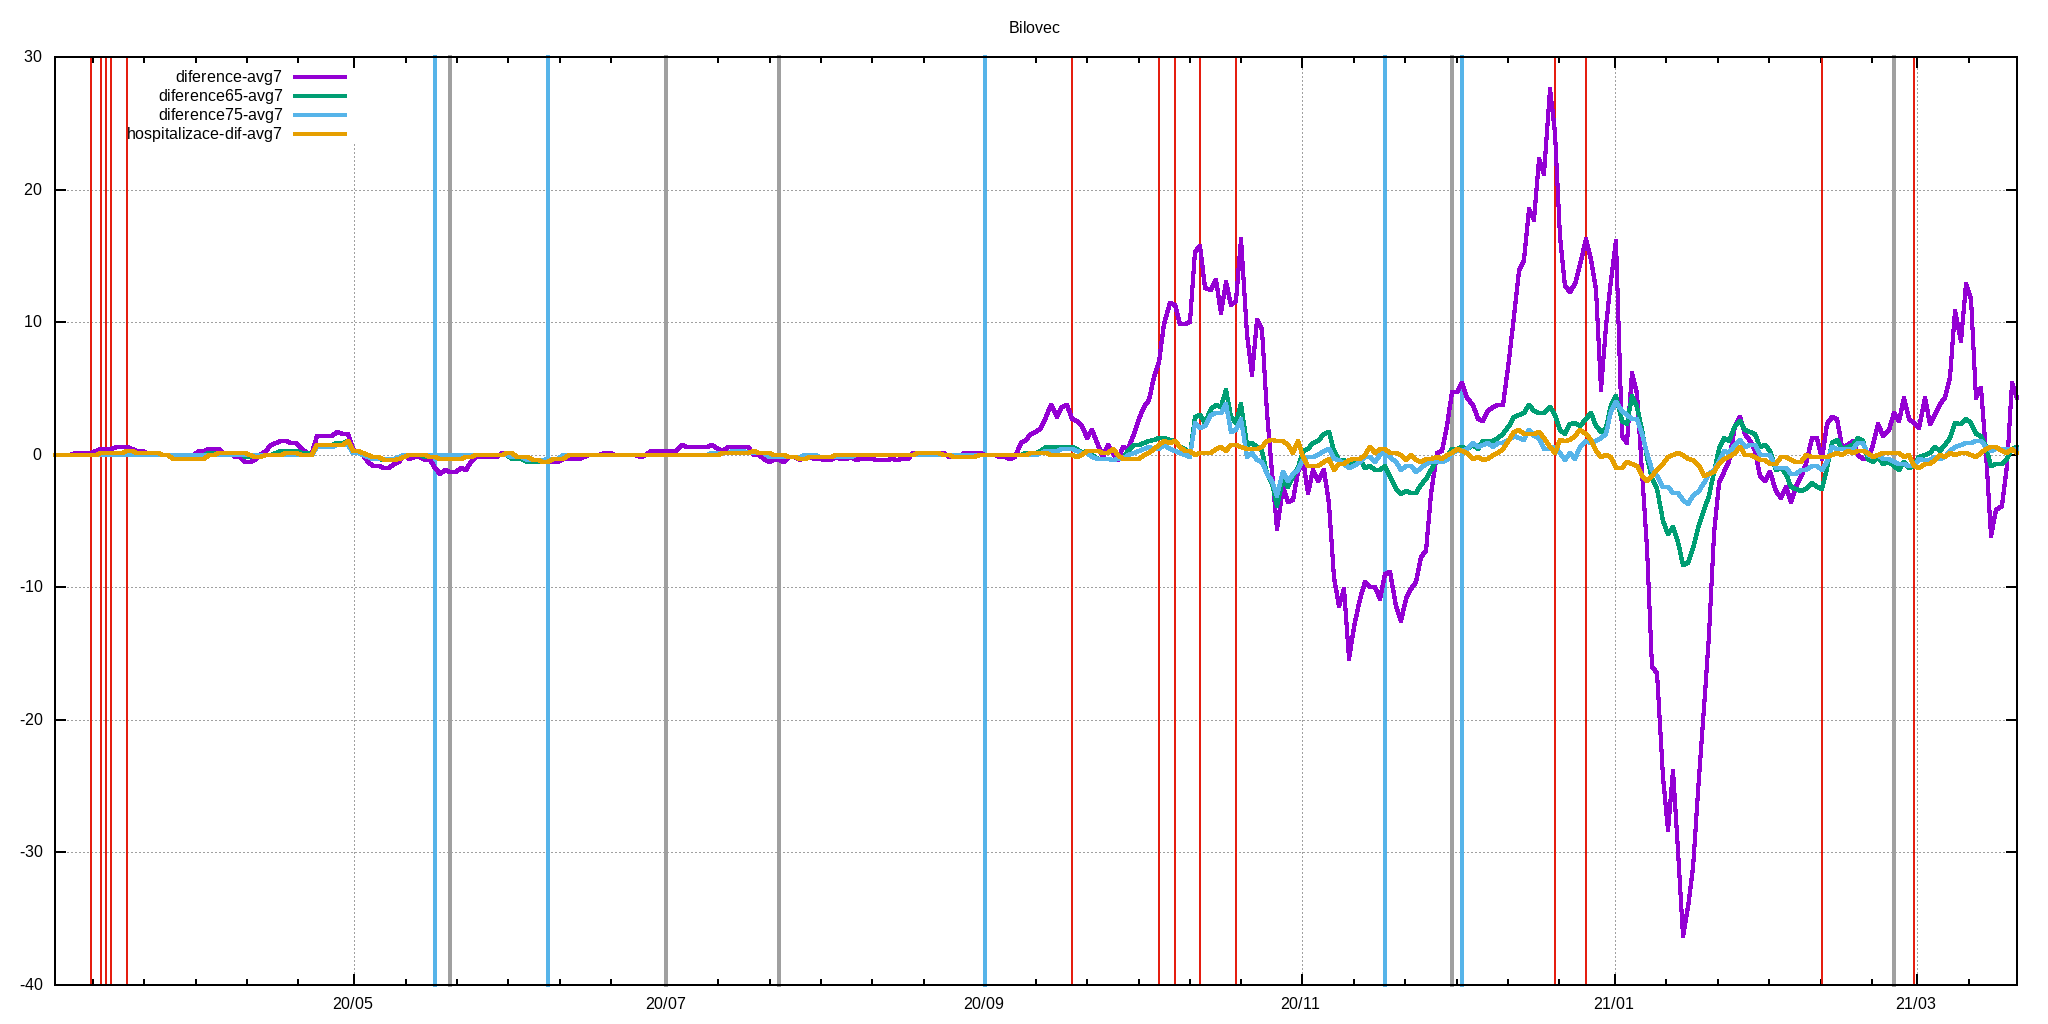 Bilovec
30
diference-avg7
diference65-avg7
diference75-avg7
hospitalizace-dif-avg7
20
10
0
-10
-20
-30
-40
20/05 20/07 20/09 20/11 21/01 21/03